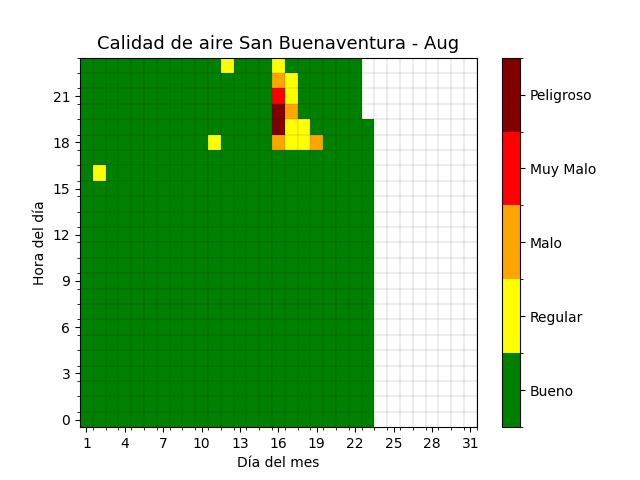 Calidad de aire San Buenaventura - Aug
Hora del día
21
18
15
12
9
6
3
0
1 4 7 10 13 16 19 22 25 28 31
Día del mes
Peligroso
Muy Malo
Malo
Regular
Bueno